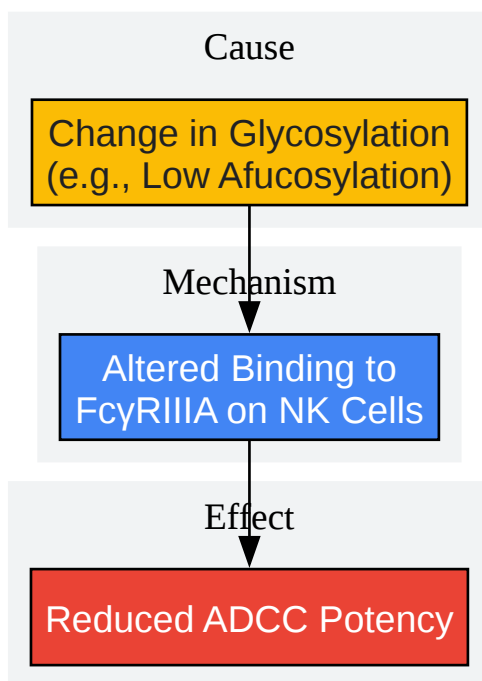 Cause
Change in Glycosylation
(e.g., Low Afucosylation)
Mechanism
Altered Binding to
FcγRIIIA on NK Cells
Effect
Reduced ADCC Potency